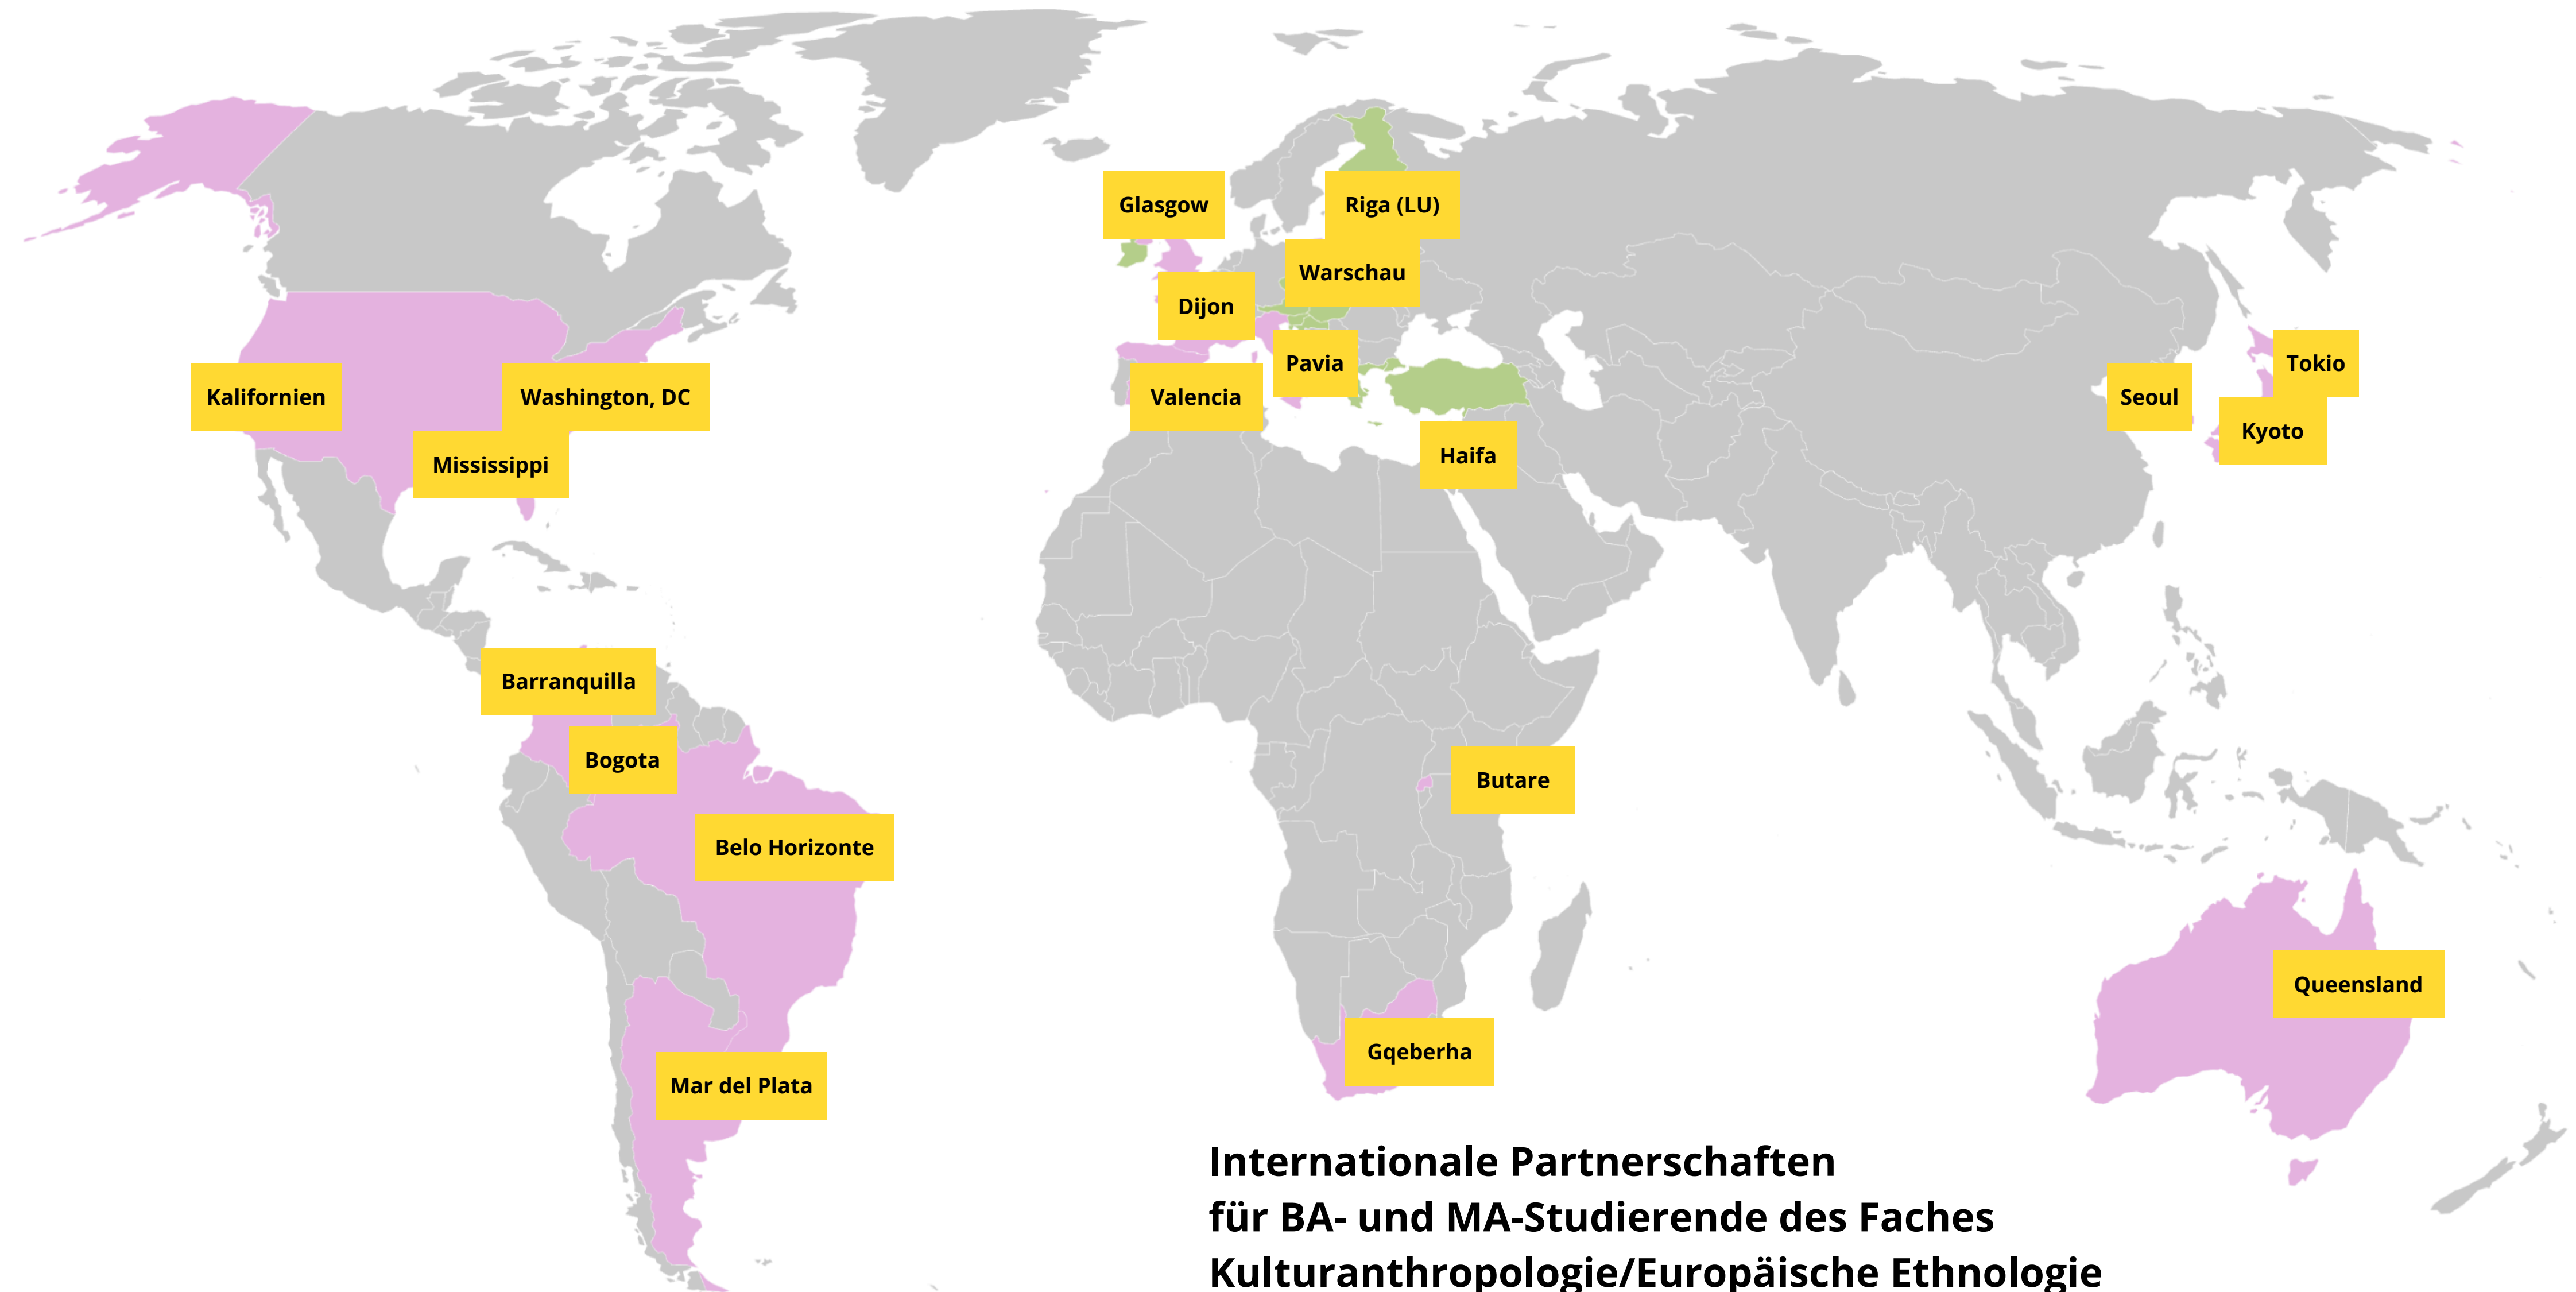 Glasgow
Riga (LU)
Warschau
Dijon
Pavia
Tokio
Kalifornien
Washington, DC
Valencia
Seoul
Kyoto
Mississippi
Haifa
Barranquilla
Bogota
Butare
Belo Horizonte
Queensland
Gqeberha
Mar del Plata
Internationale Partnerschaften
für BA- und MA-Studierende des Faches
Kulturanthropologie/Europäische Ethnologie